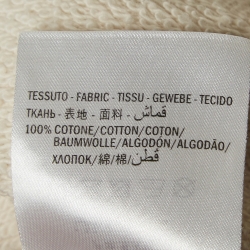 TESSUTO - FABRIC - TISSU - GEWEBE - TECIDO
ТКАНЬ - 表地 - 面料 - قماش
100% COTONE/COTTON/COTON/
BAUMWOLLE/ALGODÓN/ALGODÃO/
ХЛОПОК/綿/棉/قطن